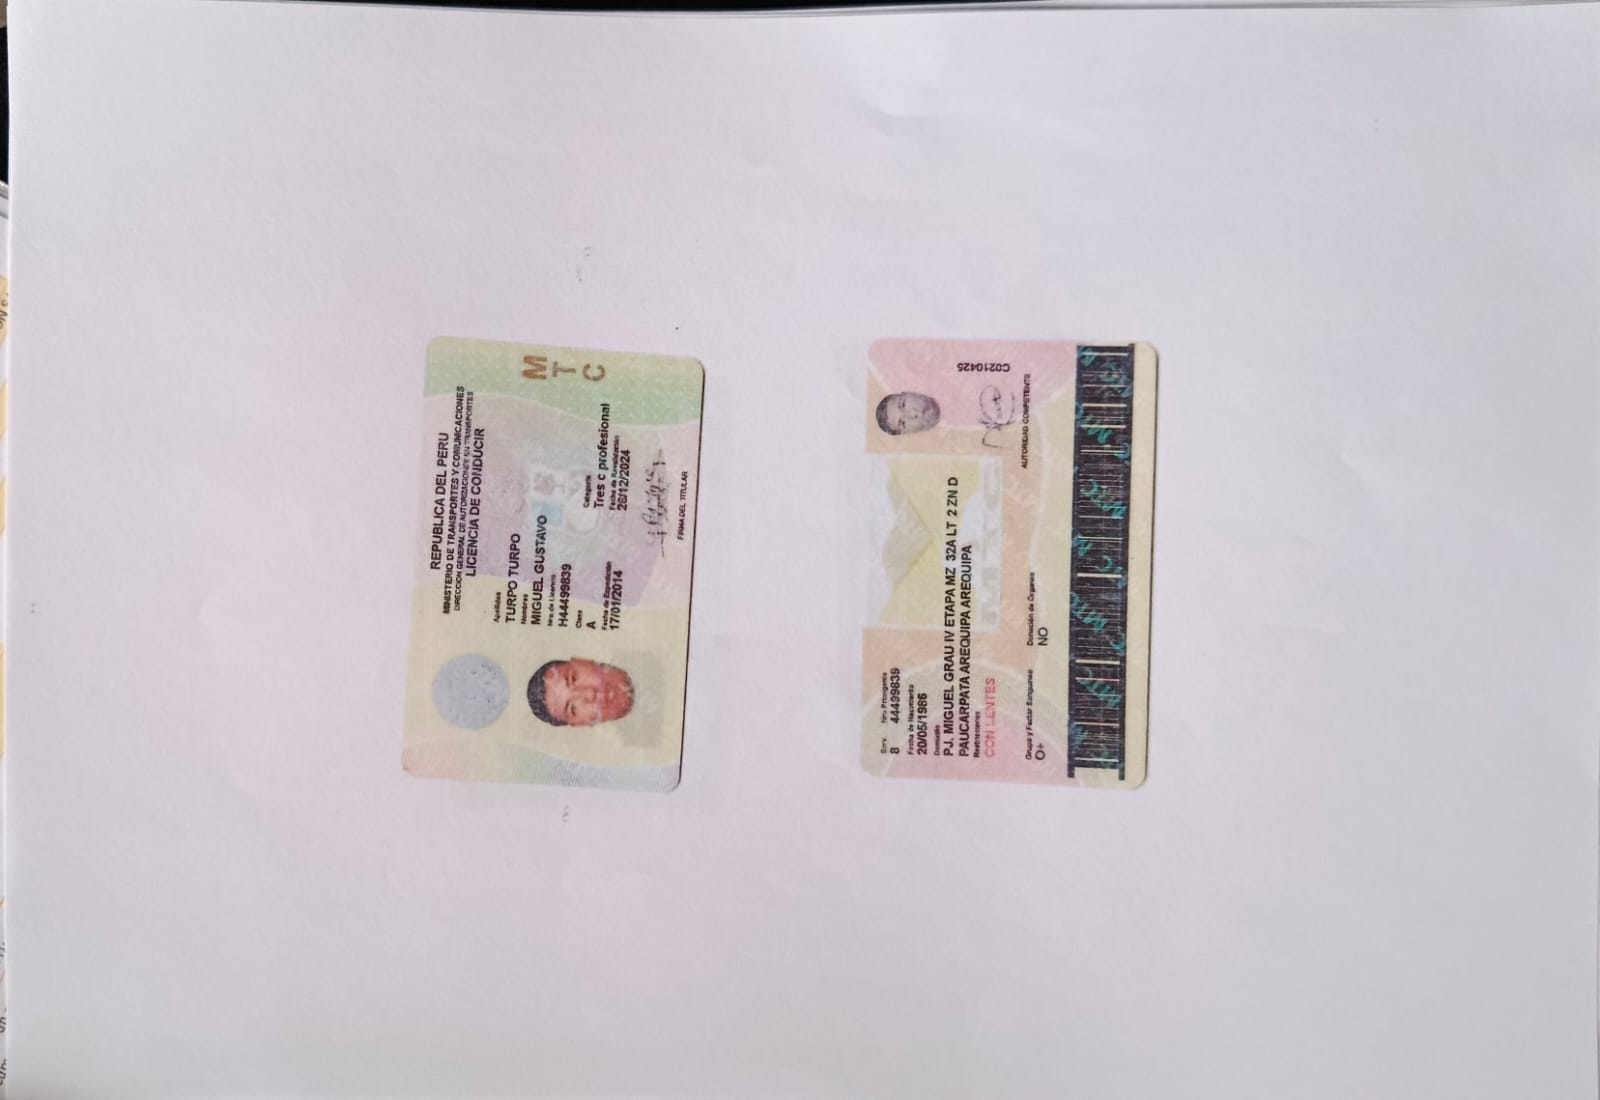 REPUBLICA DEL PERU
MINISTERIO DE TRANSPORTES Y COMUNICACIONES
DIRECCION GENERAL DE AUTORIZACIONES EN TRANSPORTES
LICENCIA DE CONDUCIR
M
T
C
Apellidos
TURPO TURPO
Nombres
MIGUEL GUSTAVO
Nro de Licencia
H44499839
Clase
A
Categoría
Tres c profesional
Fecha de Expedición
17/01/2014
Fecha de Revalidación
26/12/2024
FIRMA DEL TITULAR
Nro
8 44499839
Fecha de Nacimiento
20/05/1986
Domicilio
PJ. MIGUEL GRAU IV ETAPA MZ 32A LT 2 ZN D
PAUCARPATA AREQUIPA AREQUIPA
Restricciones
CON LENTES
Grupo y Factor Sanguíneo
O+
Donación de Órganos
NO
AUTORIDAD COMPETENTE
C0210425